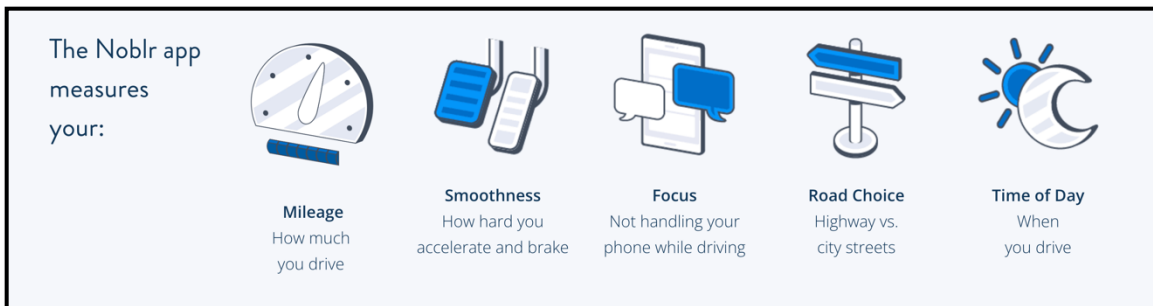 The Noblr app
measures
your:
Mileage
How much
you drive
Smoothness
How hard you
accelerate and brake
Focus
Not handling your
phone while driving
Road Choice
Highway vs.
city streets
Time of Day
When
you drive